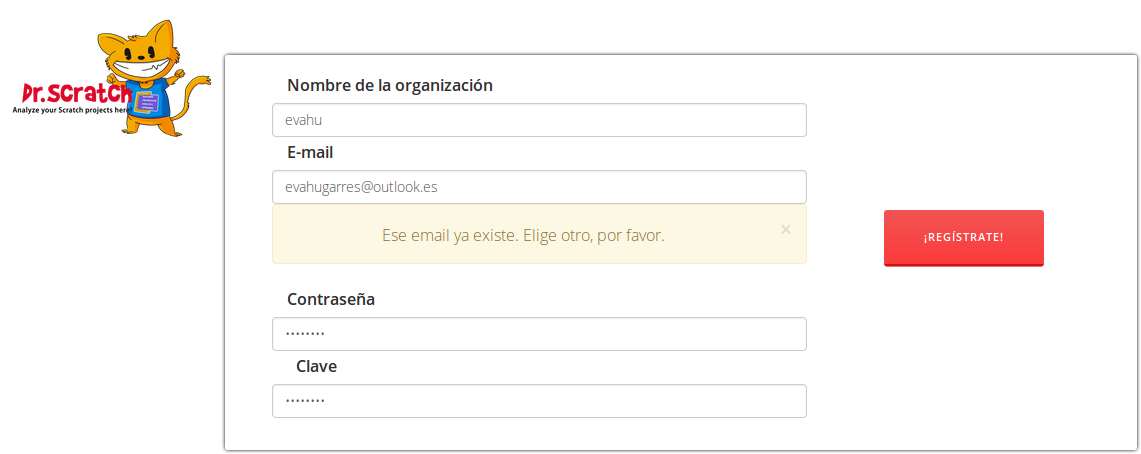 Dr.Scratch
Analyze your Scratch projects here!
Nombre de la organización
evahu
E-mail
evahugarres@outlook.es
Ese email ya existe. Elige otro, por favor.
×
¡REGÍSTRATE!
Contraseña
••••••••
Clave
••••••••